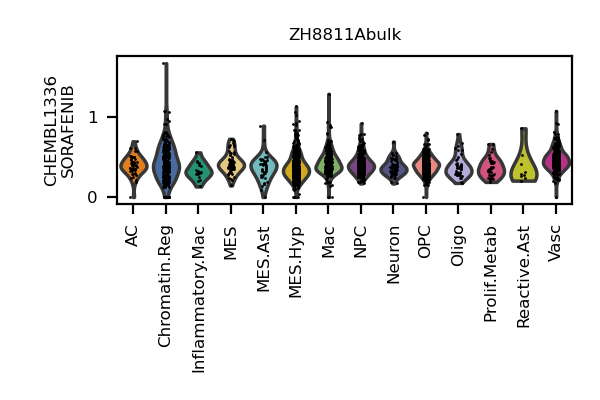 ZH8811Abulk
CHEMBL1336
SORAFENIB
1
0
AC
Chromatin.Reg
Inflammatory.Mac
MES
MES.Ast
MES.Hyp
Mac
NPC
Neuron
OPC
Oligo
Prolif.Metab
Reactive.Ast
Vasc